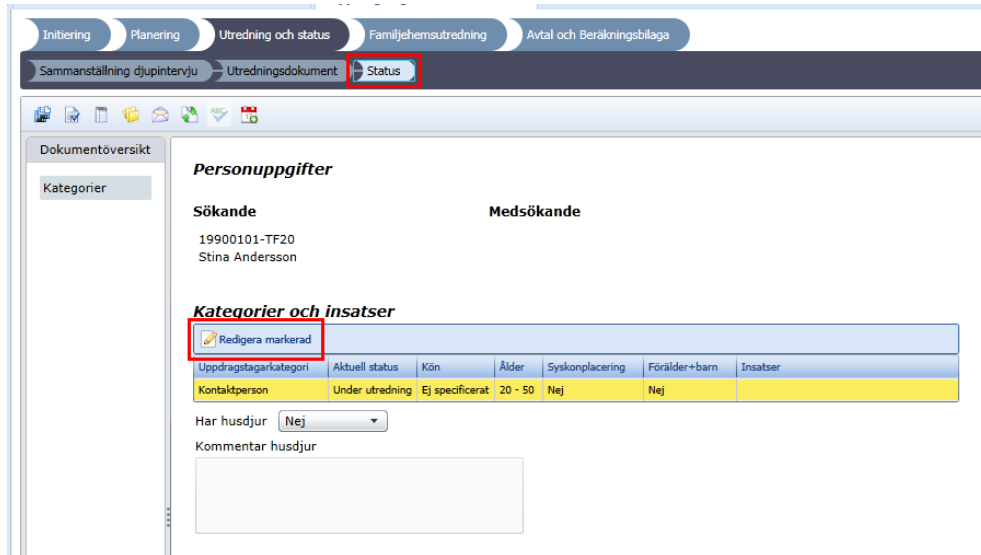 Initiering Planering Utredning och status Familjehemsutredning Avtal och Beräkningsbilaga
Sammanställning djupintervju Utredningsdokument Status
ABC
Dokumentöversikt
Kategorier
Personuppgifter
Sökande Medsökande
19900101-TF20
Stina Andersson
Kategorier och insatser
Redigera markerad
Uppdragstagarkategori Aktuell status Kön Ålder Syskonplacering Förälder+barn Insatser
Kontaktperson Under utredning Ej specificerat 20 - 50 Nej Nej
Har husdjur Nej
Kommentar husdjur